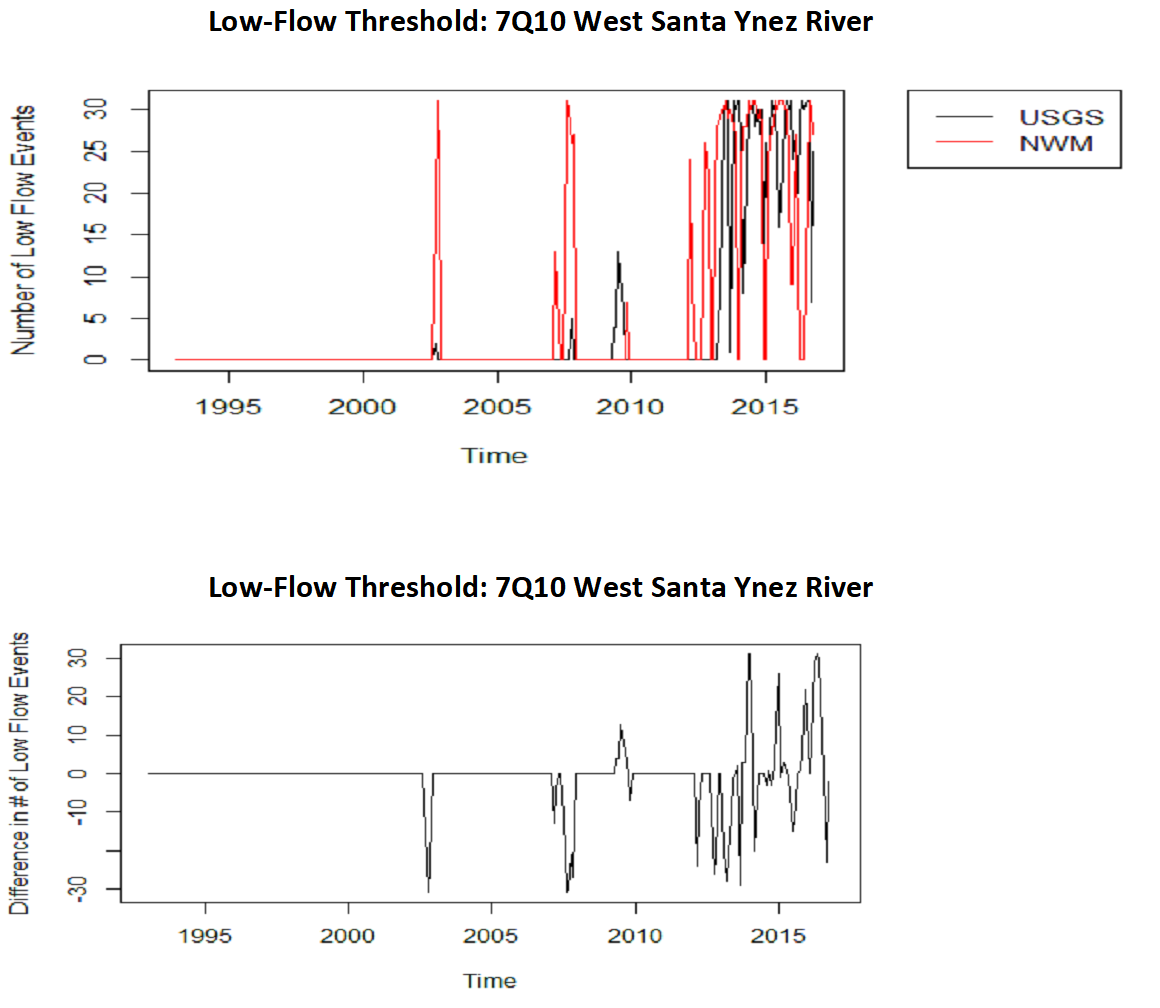 Low-Flow Threshold: 7Q10 West Santa Ynez River
Number of Low Flow Events
30
25
20
15
10
5
0
1995 2000 2005 2010 2015
Time
USGS
NWM
Low-Flow Threshold: 7Q10 West Santa Ynez River
Difference in # of Low Flow Events
30
20
10
0
-10
-30
1995 2000 2005 2010 2015
Time